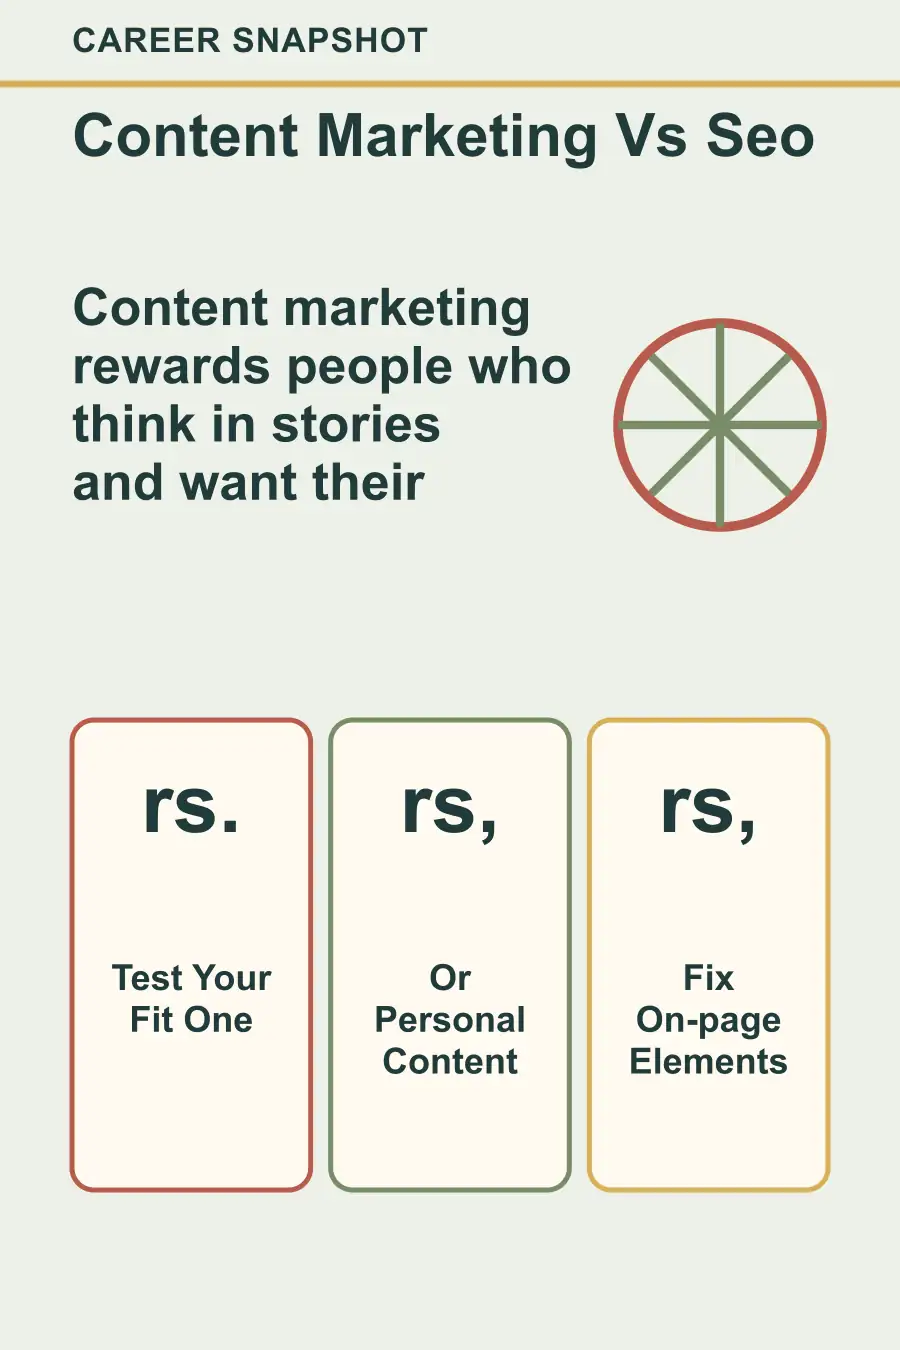 CAREER SNAPSHOT
Content Marketing Vs Seo
Content marketing
rewards people who
think in stories
and want their
rs.
Test Your
Fit One
rs,
Or
Personal
Content
rs,
Fix
On-page
Elements